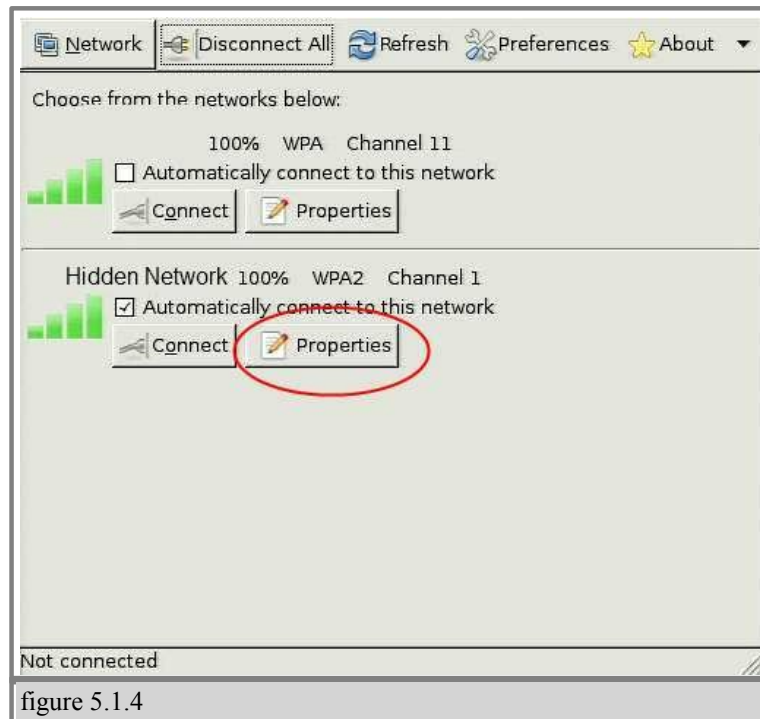 Network Disconnect All Refresh Preferences About
Choose from the networks below:
100% WPA Channel 11
Automatically connect to this network
Connect Properties
Hidden Network 100% WPA2 Channel 1
Automatically connect to this network
Connect Properties
Not connected
figure 5.1.4